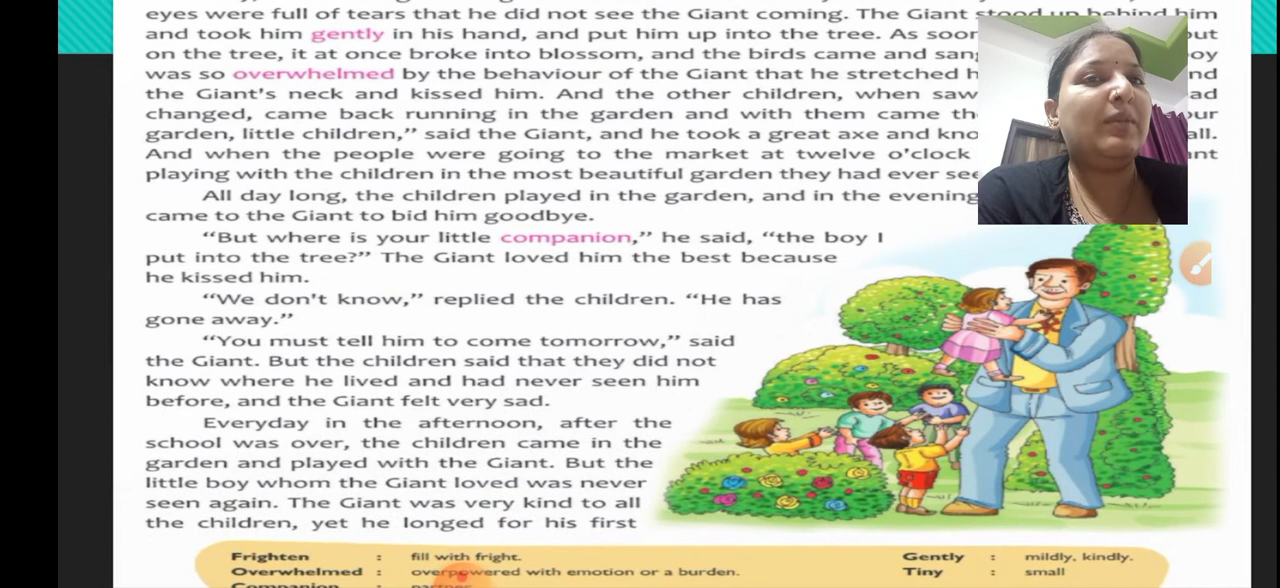 eyes were full of tears that he did not see the Giant coming. The Giant stood up behind him
and took him gently in his hand, and put him up into the tree. As soon
on the tree, it at once broke into blossom, and the birds came and sang
was so overwhelmed by the behaviour of the Giant that he stretched
the Giant's neck and kissed him. And the other children, when saw
changed, came back running in the garden and with them came
garden, little children,” said the Giant, and he took a great axe and
And when the people were going to the market at twelve o'clock
playing with the children in the most beautiful garden they had ever
All day long, the children played in the garden, and in the evening
came to the Giant to bid him goodbye.
“But where is your little companion,” he said, “the boy I
put into the tree?” The Giant loved him the best because
he kissed him.
“We don't know,” replied the children. “He has
gone away.”
“You must tell him to come tomorrow,” said
the Giant. But the children said that they did not
know where he lived and had never seen him
before, and the Giant felt very sad.
Everyday in the afternoon, after the
school was over, the children came in the
garden and played with the Giant. But the
little boy whom the Giant loved was never
seen again. The Giant was very kind to all
the children, yet he longed for his first
Frighten : fill with fright. Gently : mildly, kindly.
Overwhelmed : overpowered with emotion or a burden. Tiny : small
Companion